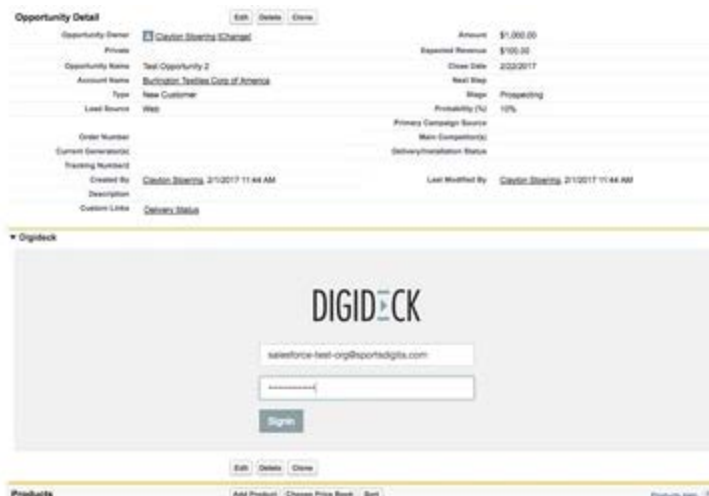 Opportunity Detail Edit Delete Clone
Opportunity Owner Clayton Stoering [Change] Amount $1,000.00
Private Expected Revenue $100.00
Opportunity Name Test Opportunity 2 Close Date 2/22/2017
Account Name Burlington Textiles Corp of America Next Step
Type New Customer Stage Prospecting
Lead Source Web Probability (%) 10%
Primary Campaign Source
Order Number Main Competitor(s)
Current Generator(s) Delivery/Installation Status
Tracking Number
Created By Clayton Stoering, 2/1/2017 11:44 AM Last Modified By Clayton Stoering, 2/1/2017 11:44 AM
Description
Custom Links Delivery Status
Digideck
DIGIDECK
salesforce-test-org@sportsdigita.com
Sign In
Edit Delete Clone
Products Add Product Choose Price Book Sort